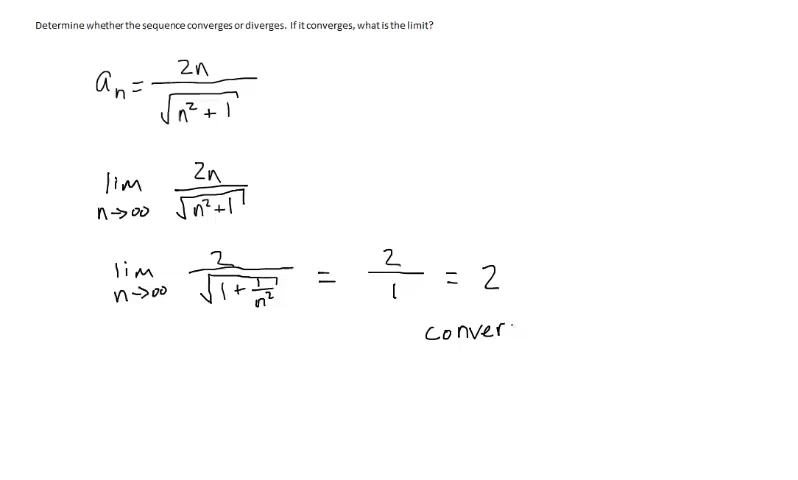 Determine whether the sequence converges or diverges. If it converges, what is the limit?
aₙ = 2n / √(n² + 1)
lim n→∞ 2n / √(n² + 1)
lim n→∞ 2 / √(1 + 1/n²) = 2/1 = 2
conver